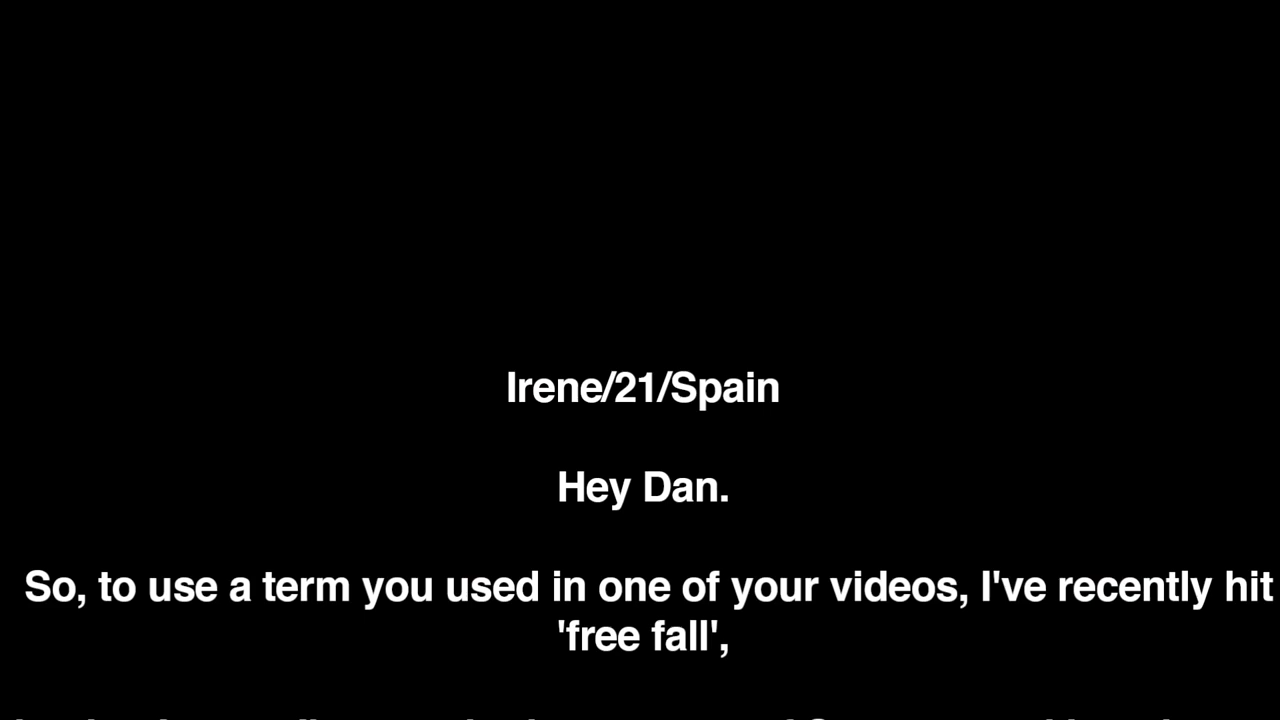 Irene/21/Spain
Hey Dan.
So, to use a term you used in one of your videos, I've recently hit
'free fall',